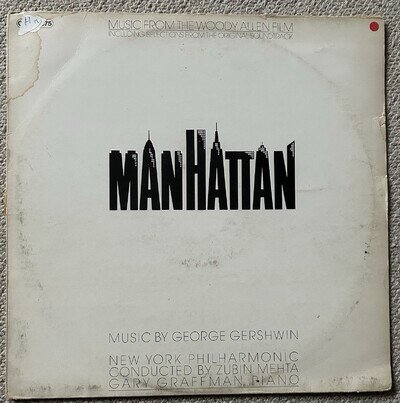 MUSIC FROM THE WOODY ALLEN FILM
INCLUDING SELECTIONS FROM THE ORIGINAL SOUNDTRACK
MANHATTAN
MUSIC BY GEORGE GERSHWIN
NEW YORK PHILHARMONIC
CONDUCTED BY ZUBIN MEHTA
GARY GRAFFMAN, PIANO